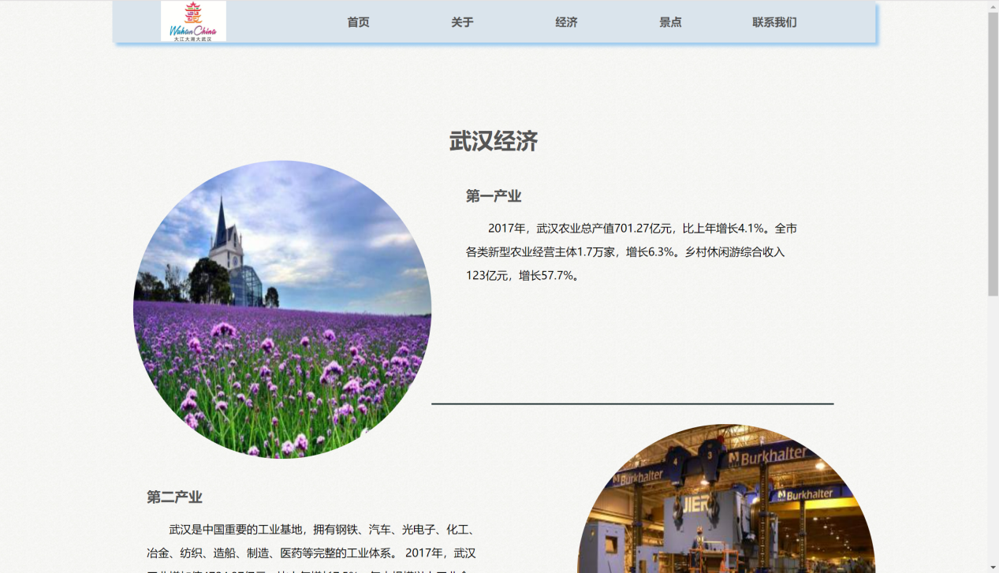 Wuhan China
大江大湖大武汉
首页 关于 经济 景点 联系我们
武汉经济
第一产业
2017年，武汉农业总产值701.27亿元，比上年增长4.1%。全市
各类新型农业经营主体1.7万家，增长6.3%。乡村休闲游综合收入
123亿元，增长57.7%。
4 3
Burkhalter
Burkhalter
Burkhalter
JIER
第二产业
武汉是中国重要的工业基地，拥有钢铁、汽车、光电子、化工、
冶金、纺织、造船、制造、医药等完整的工业体系。 2017年，武汉